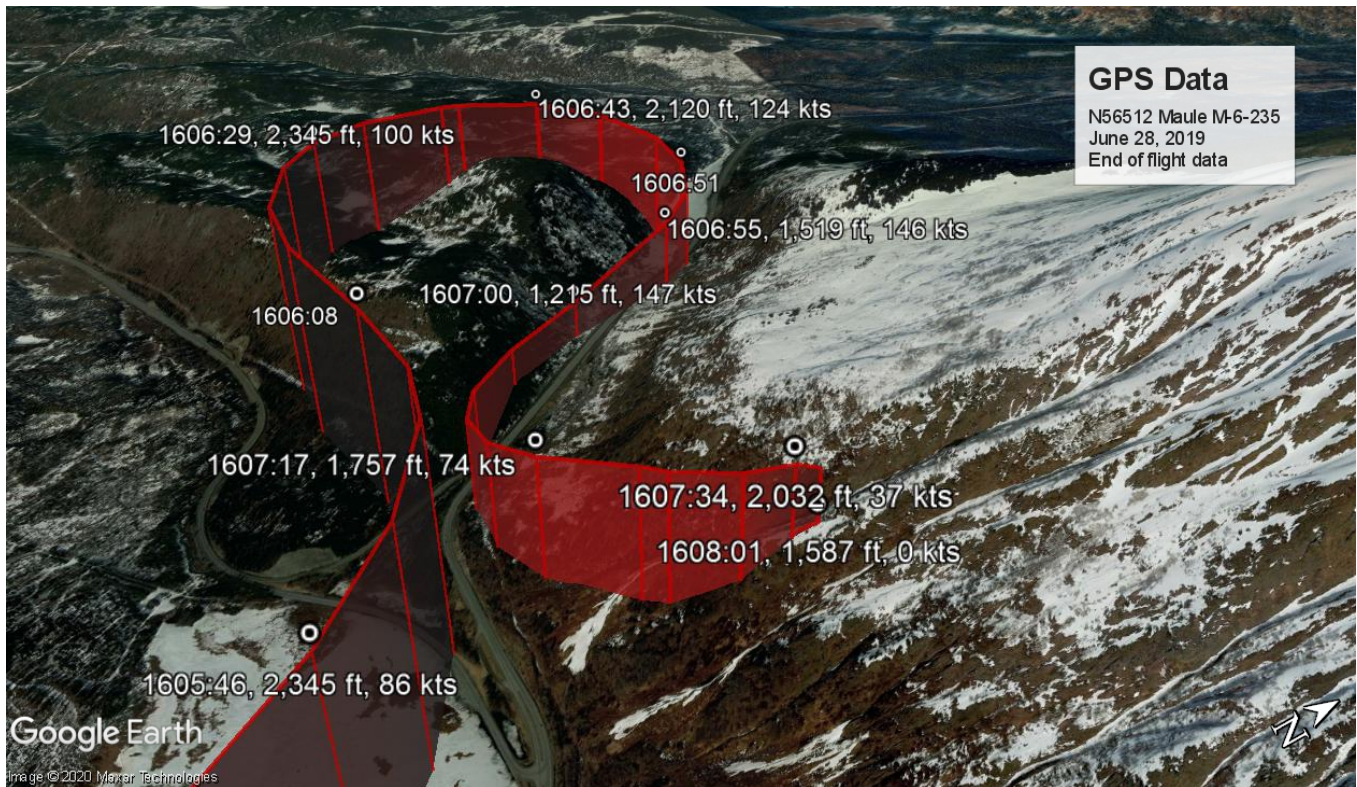 GPS Data
N56512 Maule M-6-235
June 28, 2019
End of flight data
1606:43, 2,120 ft, 124 kts
1606:29, 2,345 ft, 100 kts
1606:51
1606:55, 1,519 ft, 146 kts
1607:00, 1,215 ft, 147 kts
1606:08
1607:17, 1,757 ft, 74 kts
1607:34, 2,032 ft, 37 kts
1608:01, 1,587 ft, 0 kts
1605:46, 2,345 ft, 86 kts
Google Earth
N
Image © 2020 Maxar Technologies